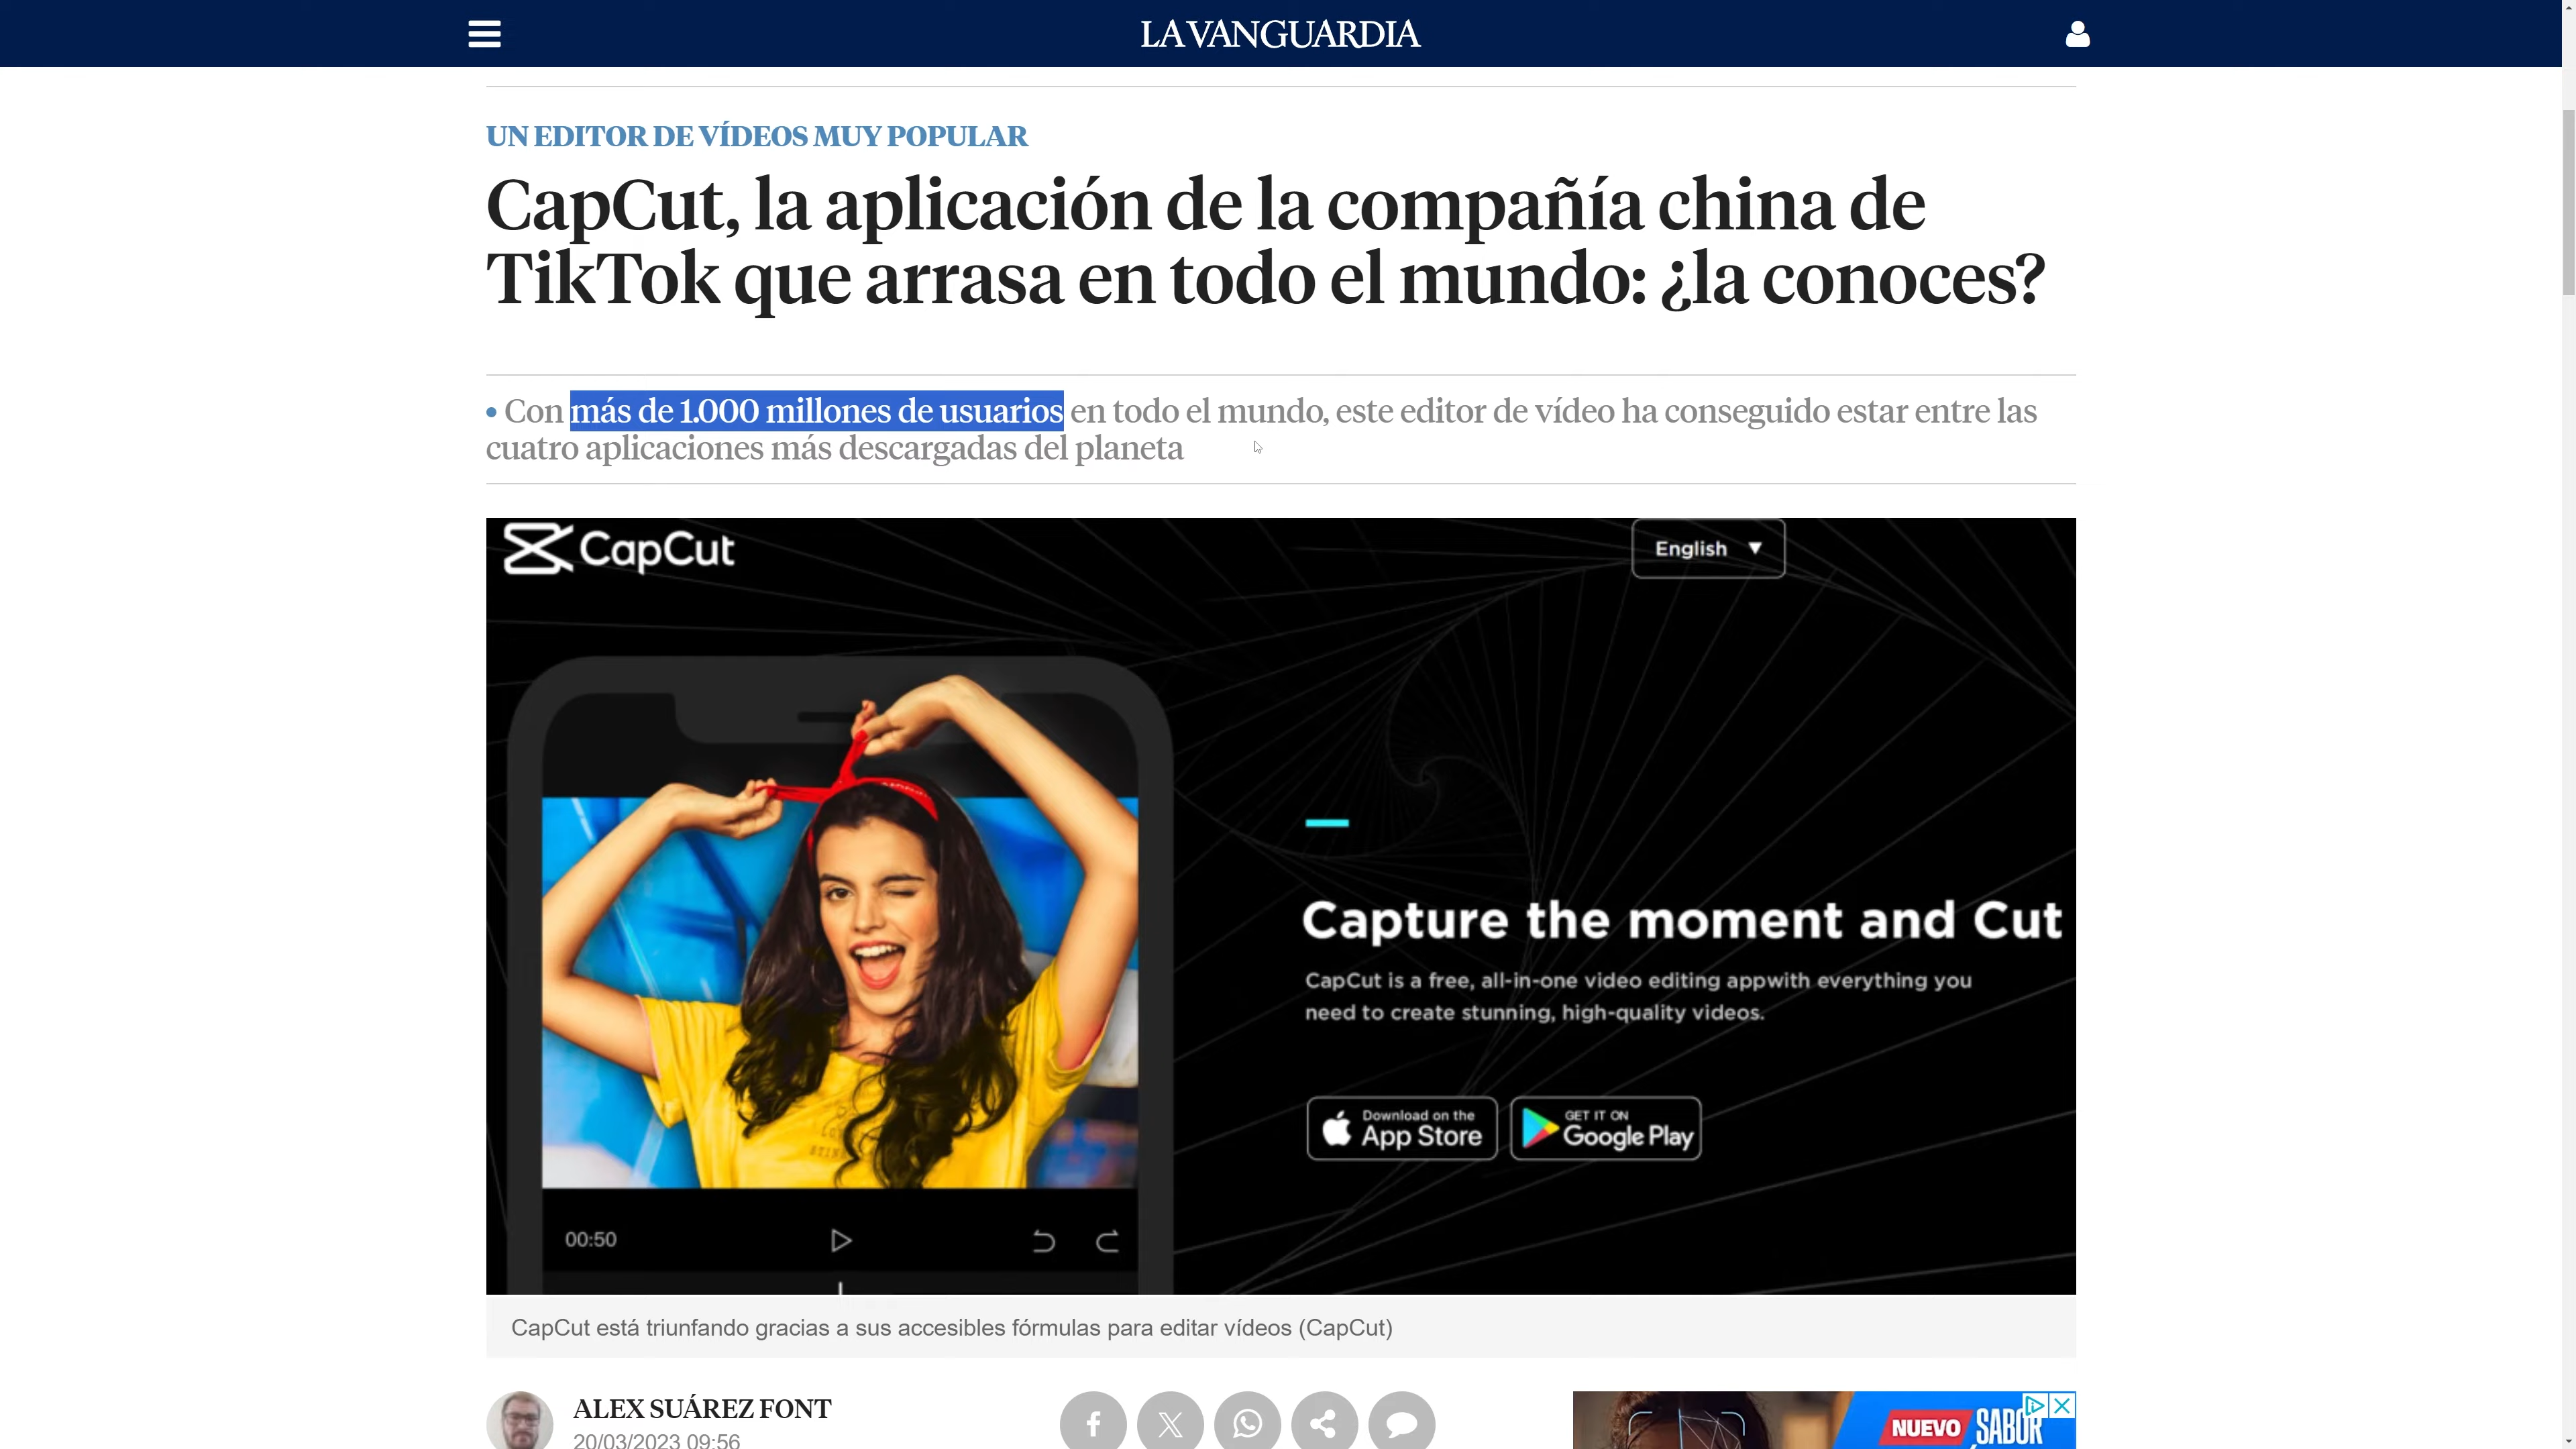 LA VANGUARDIA
UN EDITOR DE VÍDEOS MUY POPULAR
CapCut, la aplicación de la compañía china de
TikTok que arrasa en todo el mundo: ¿la conoces?
• Con más de 1.000 millones de usuarios en todo el mundo, este editor de vídeo ha conseguido estar entre las
cuatro aplicaciones más descargadas del planeta
CapCut
English ▼
Capture the moment and Cut
CapCut is a free, all-in-one video editing appwith everything you
need to create stunning, high-quality videos.
Download on the
App Store
GET IT ON
Google Play
00:50
CapCut está triunfando gracias a sus accesibles fórmulas para editar vídeos (CapCut)
ALEX SUÁREZ FONT
20/03/2023 09:56
NUEVO SABOR